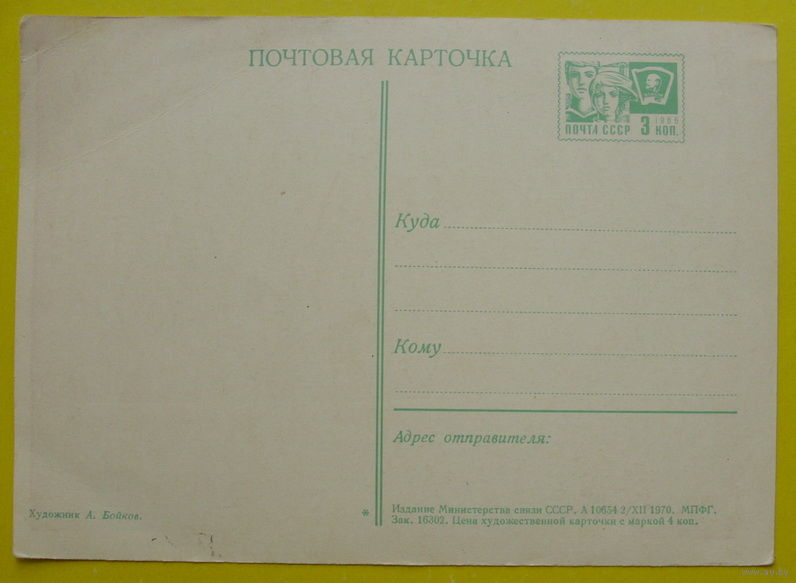 ПОЧТОВАЯ КАРТОЧКА
1966
ПОЧТА СССР 3 КОП.
Куда
Кому
Адрес отправителя:
Художник А. Бойков.
* Издание Министерства связи СССР. А 10654 2/XII 1970. МПФГ.
Зак. 16302. Цена художественной карточки с маркой 4 коп.